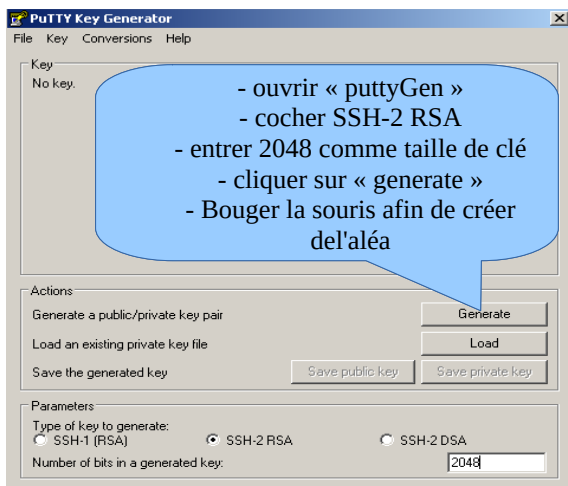 PuTTY Key Generator
File Key Conversions Help
Key
No key.
- ouvrir « puttyGen »
- cocher SSH-2 RSA
- entrer 2048 comme taille de clé
- cliquer sur « generate »
- Bouger la souris afin de créer
del'aléa
Actions
Generate a public/private key pair
Generate
Load an existing private key file
Load
Save the generated key
Save public key
Save private key
Parameters
Type of key to generate:
SSH-1 (RSA)
SSH-2 RSA
SSH-2 DSA
Number of bits in a generated key:
2048